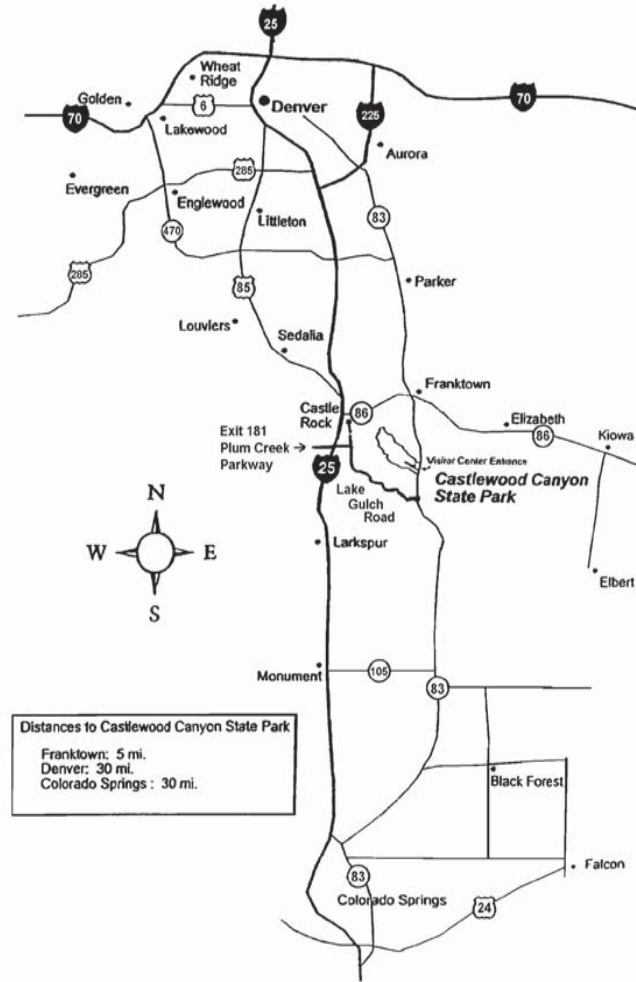 25
Wheat
Ridge
Golden
6
Denver
70
70
Lakewood
225
Aurora
Evergreen
285
Englewood
Littleton
83
470
285
85
Parker
Louvlers
Sedalia
Franktown
Castle
Rock
86
Elizabeth
86
Kiowa
Exit 181
Plum Creek →
Parkway
Visitor Center Entrance
25
Castlewood Canyon
State Park
Lake
Gulch
Road
N
W
E
S
Larkspur
Elbert
Monument
105
83
Distances to Castlewood Canyon State Park
Franktown: 5 mi.
Denver: 30 mi.
Colorado Springs : 30 mi.
Black Forest
83
Falcon
Colorado Springs
24